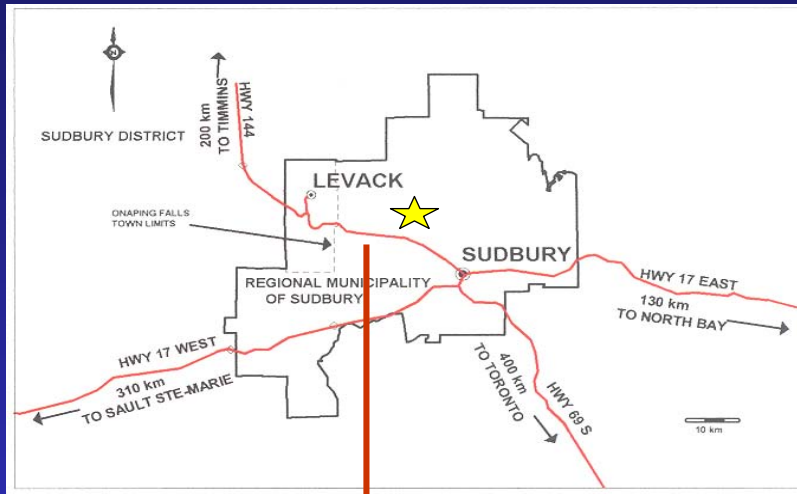 N
200 km
TO TIMMINS
HWY 144
SUDBURY DISTRICT
LEVACK
ONAPING FALLS
TOWN LIMITS
SUDBURY
REGIONAL MUNICIPALITY
OF SUDBURY
HWY 17 EAST
130 km
TO NORTH BAY
HWY 17 WEST
310 km
TO SAULT STE-MARIE
400 km
TO TORONTO
HWY 69 S
10 km